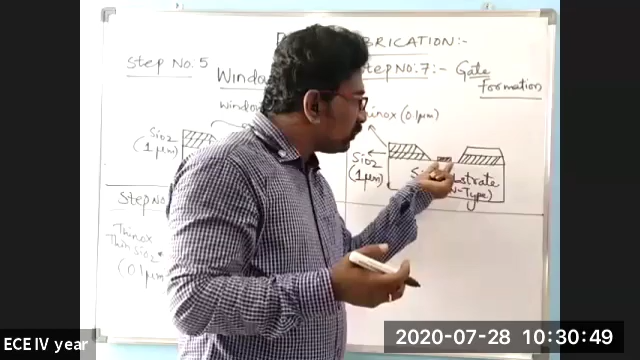 FABRICATION:-
Step No: 5
Window
window
SiO2
(1μm)
Step No
Thinox
Thin SiO2
(0.1μm
Step No: 7:- Gate
Formation
Thinox (0.1μm)
SiO2
(1μm)
(N-Type)
ECE IV year
2020-07-28 10:30:49